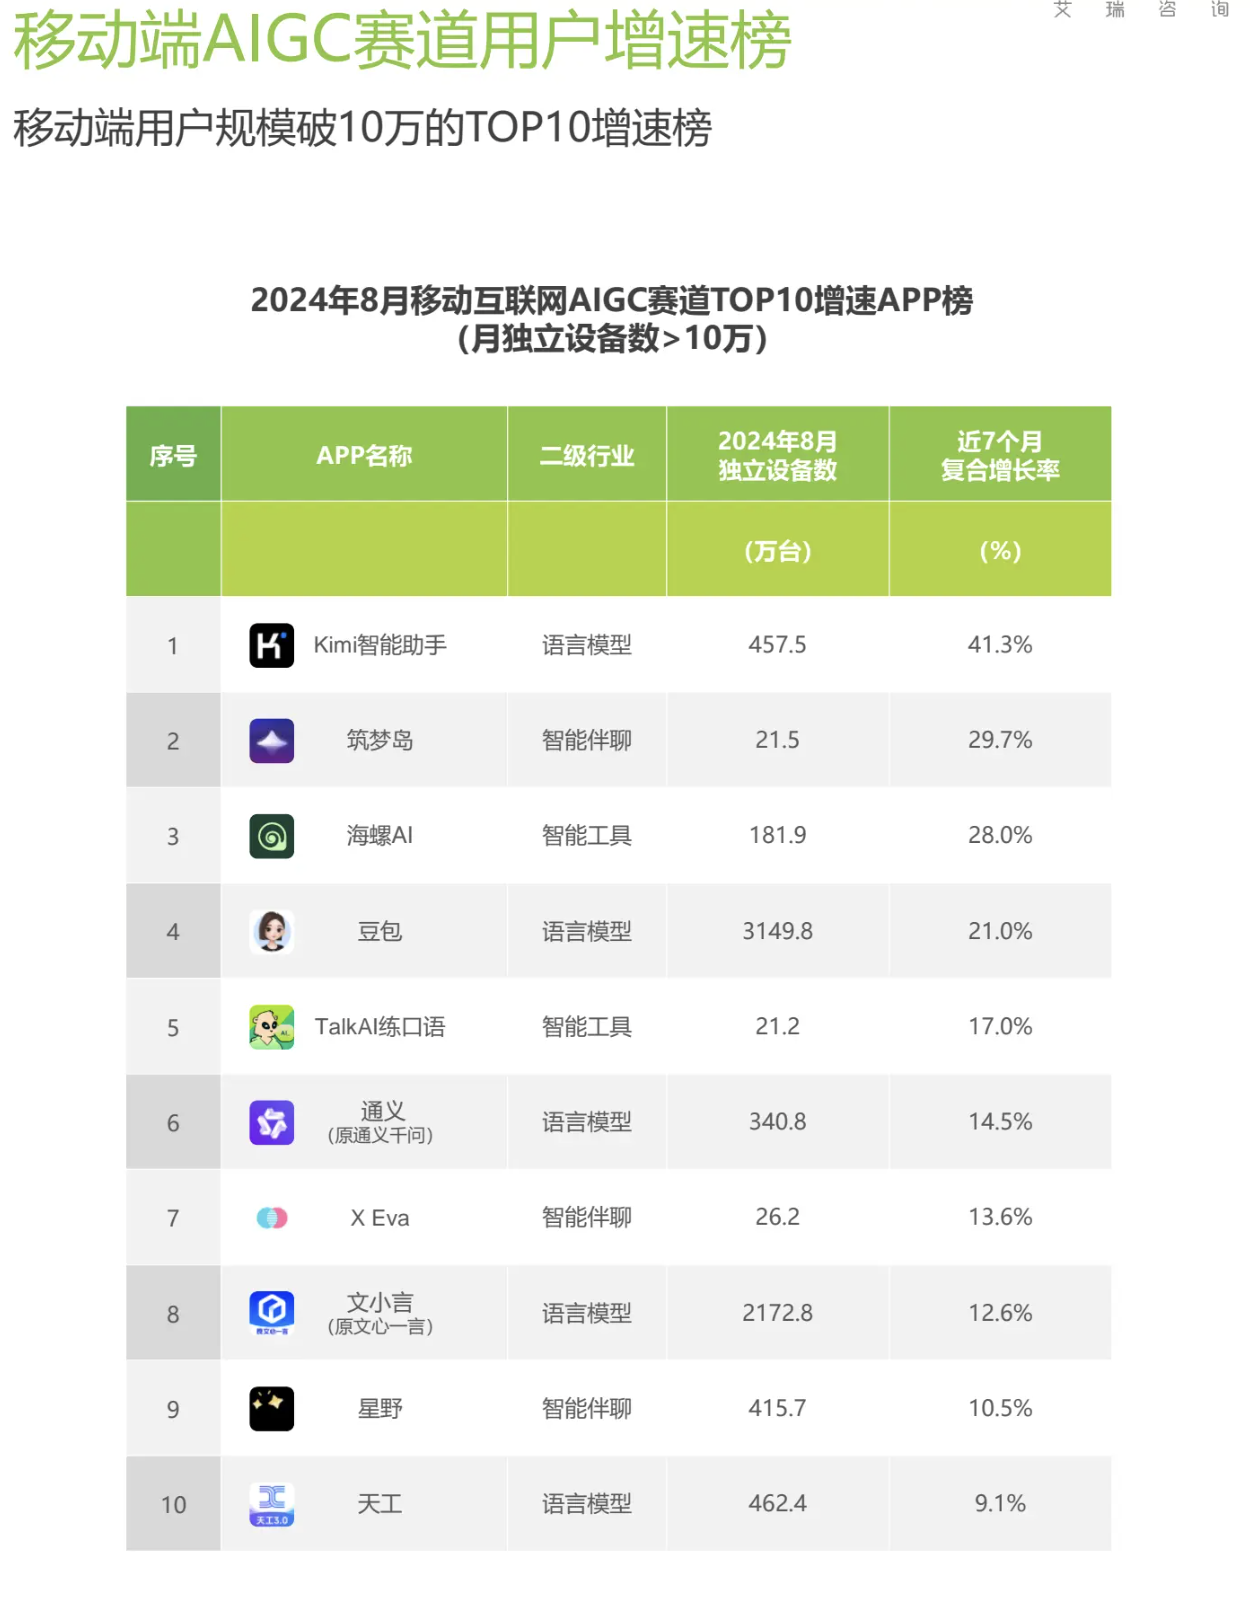 艾瑞咨询
移动端AIGC赛道用户增速榜
移动端用户规模破10万的TOP10增速榜
2024年8月移动互联网AIGC赛道TOP10增速APP榜
（月独立设备数>10万）
序号 APP名称 二级行业 2024年8月 独立设备数 近7个月 复合增长率
（万台） （%）
1 Kimi智能助手 语言模型 457.5 41.3%
2 筑梦岛 智能伴聊 21.5 29.7%
3 海螺AI 智能工具 181.9 28.0%
4 豆包 语言模型 3149.8 21.0%
5 TalkAI练口语 智能工具 21.2 17.0%
6 通义 （原通义千问） 语言模型 340.8 14.5%
7 X Eva 智能伴聊 26.2 13.6%
8 文小言 （原文心一言） 语言模型 2172.8 12.6%
9 星野 智能伴聊 415.7 10.5%
10 天工3.0 天工 语言模型 462.4 9.1%